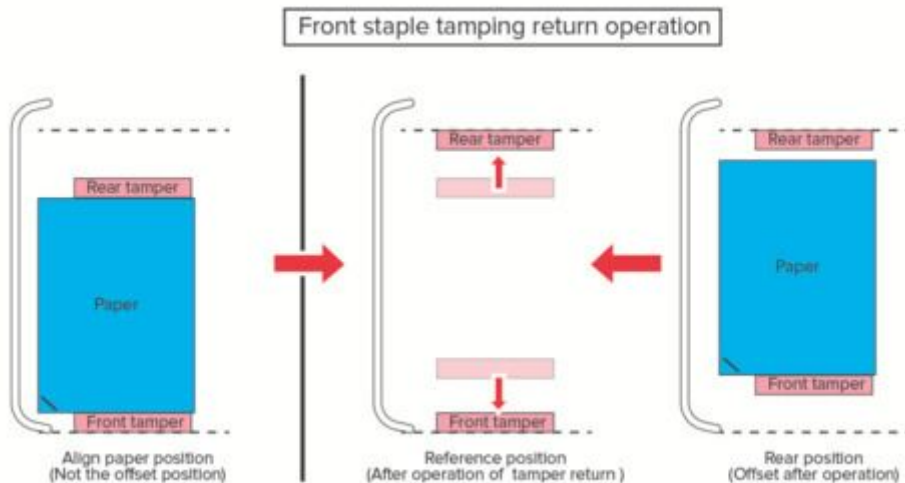 Front staple tamping return operation
Rear tamper
Paper
Front tamper
Align paper position
(Not the offset position)
Rear tamper
Front tamper
Reference position
(After operation of tamper return )
Rear tamper
Paper
Front tamper
Rear position
(Offset after operation)